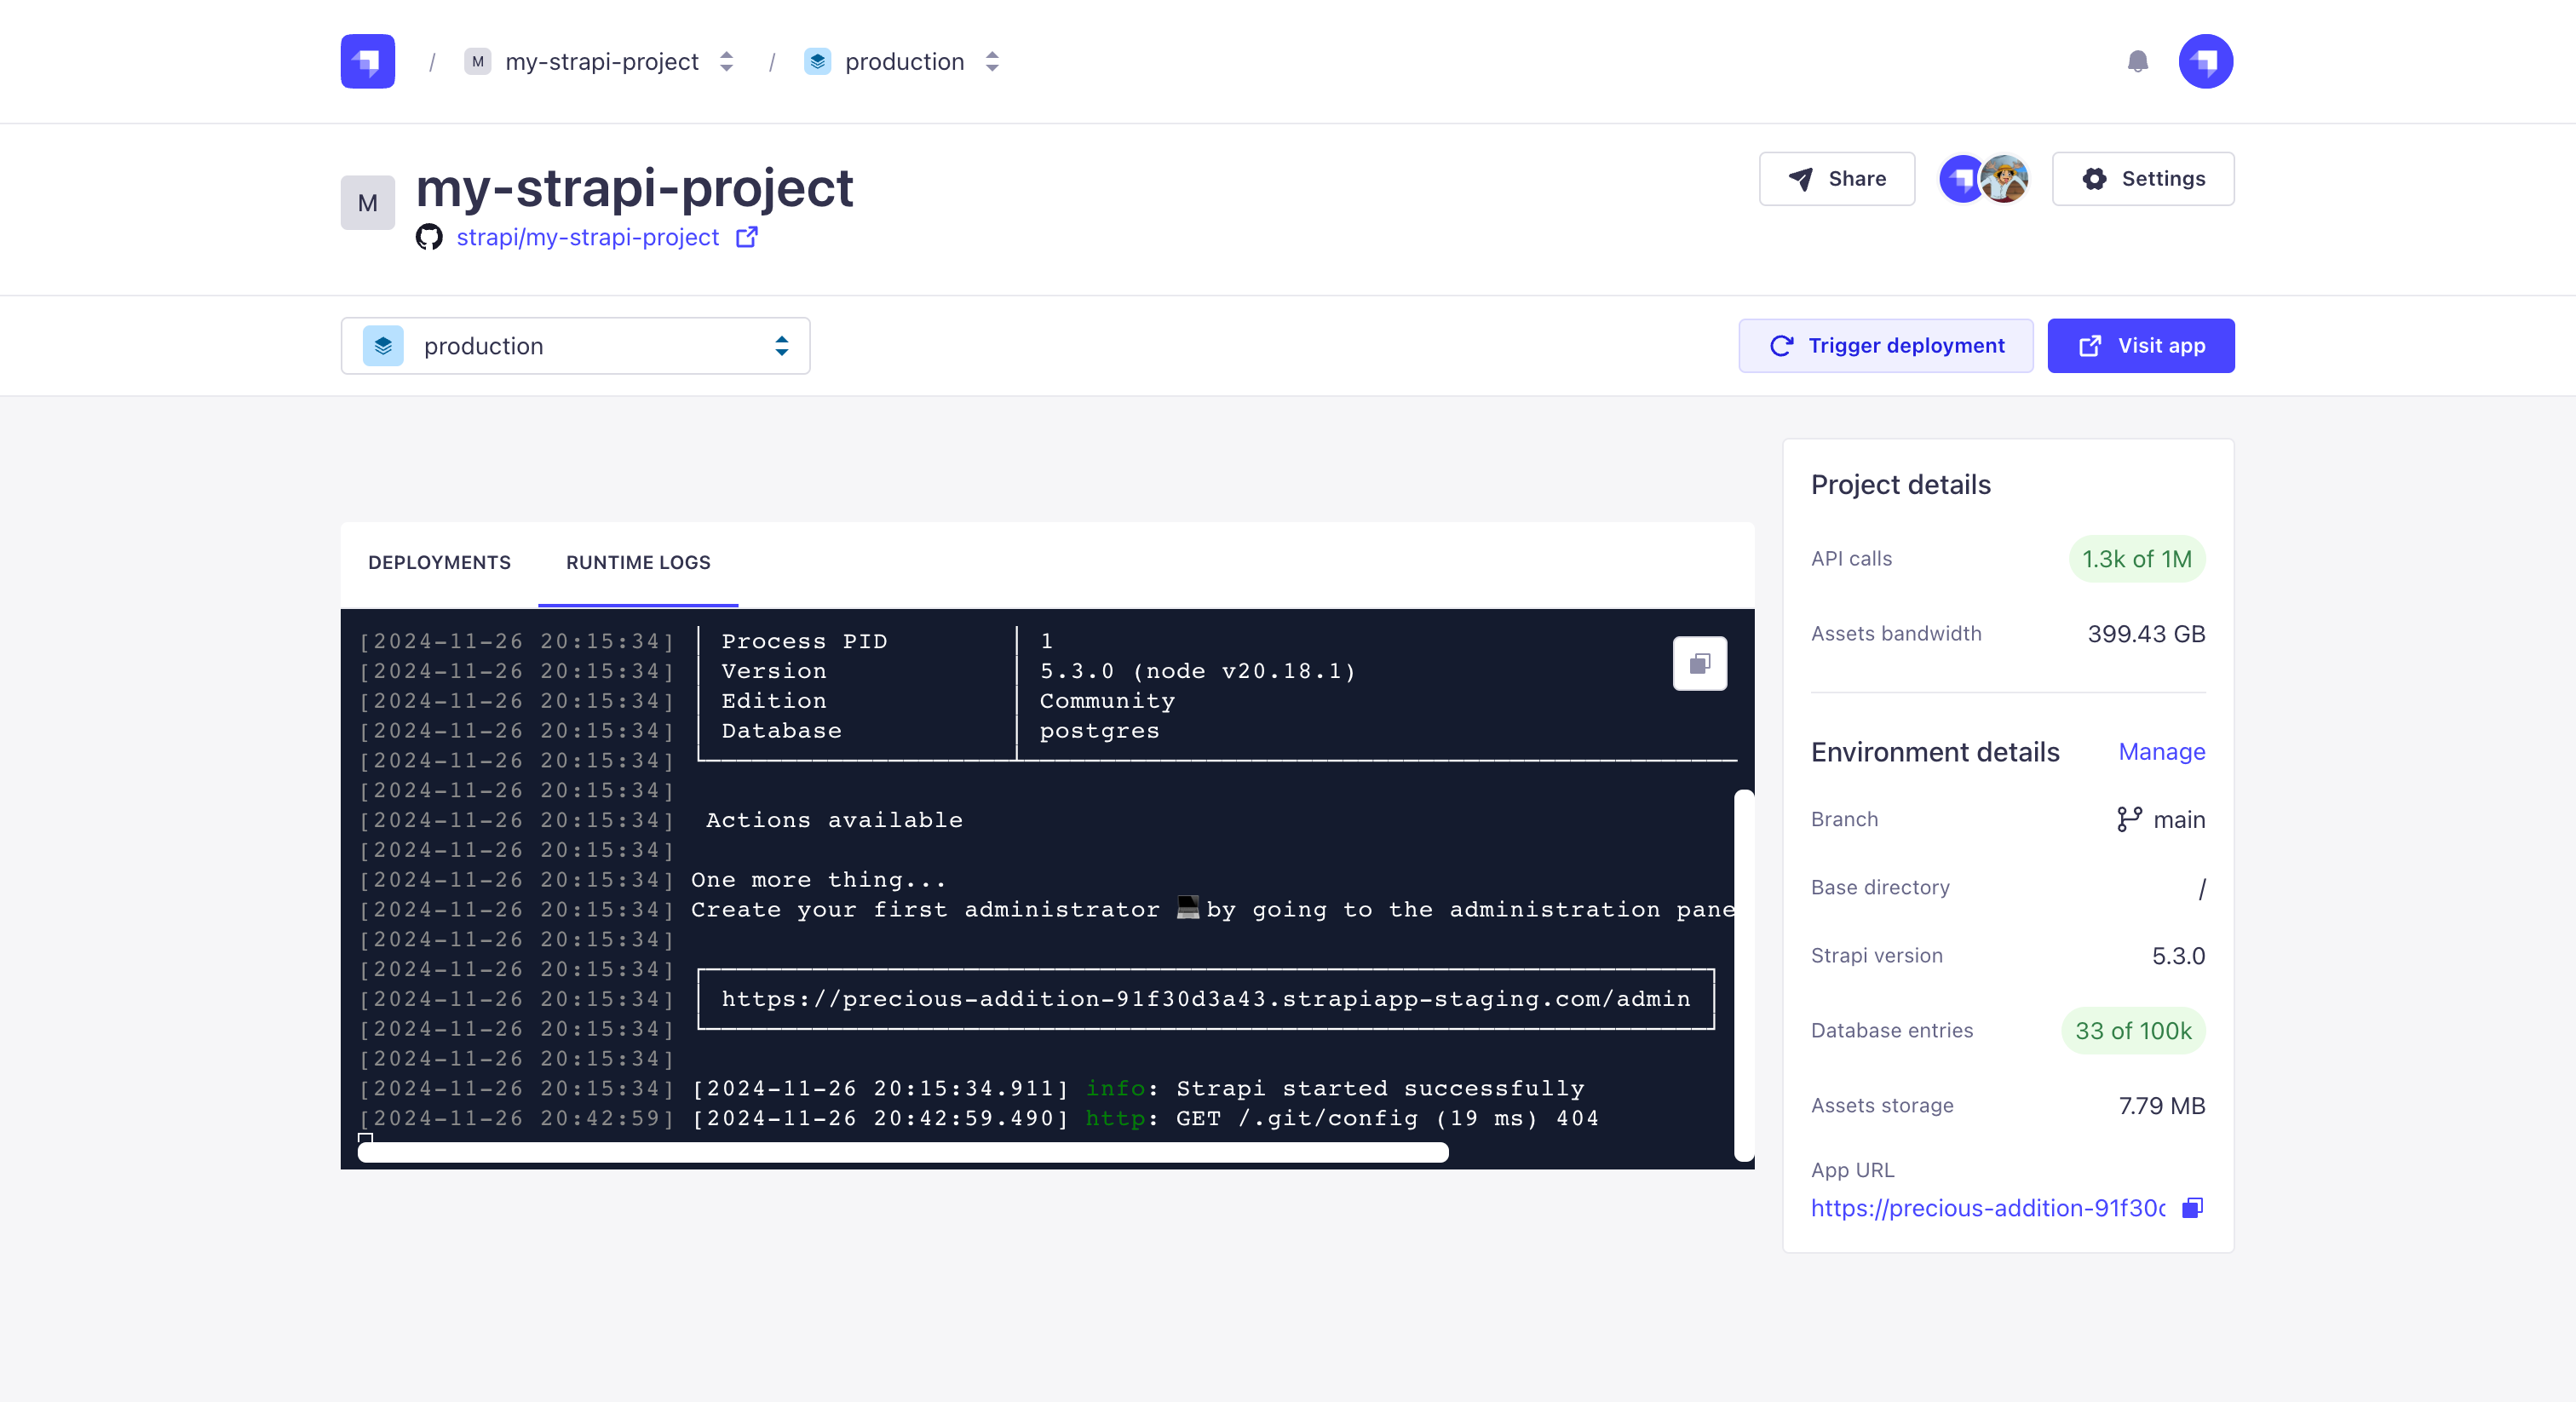 / M my-strapi-project / production
M my-strapi-project
strapi/my-strapi-project
Share Settings
production
Trigger deployment Visit app
DEPLOYMENTS RUNTIME LOGS
[2024-11-26 20:15:34] │ Process PID │ 1
[2024-11-26 20:15:34] │ Version │ 5.3.0 (node v20.18.1)
[2024-11-26 20:15:34] │ Edition │ Community
[2024-11-26 20:15:34] │ Database │ postgres
[2024-11-26 20:15:34]
[2024-11-26 20:15:34]
[2024-11-26 20:15:34] Actions available
[2024-11-26 20:15:34]
[2024-11-26 20:15:34] One more thing...
[2024-11-26 20:15:34] Create your first administrator 💻 by going to the administration pane
[2024-11-26 20:15:34]
[2024-11-26 20:15:34]
[2024-11-26 20:15:34] │ https://precious-addition-91f30d3a43.strapiapp-staging.com/admin │
[2024-11-26 20:15:34]
[2024-11-26 20:15:34]
[2024-11-26 20:15:34] [2024-11-26 20:15:34.911] info: Strapi started successfully
[2024-11-26 20:42:59] [2024-11-26 20:42:59.490] http: GET /.git/config (19 ms) 404
Project details
API calls 1.3k of 1M
Assets bandwidth 399.43 GB
Environment details Manage
Branch main
Base directory /
Strapi version 5.3.0
Database entries 33 of 100k
Assets storage 7.79 MB
App URL
https://precious-addition-91f30